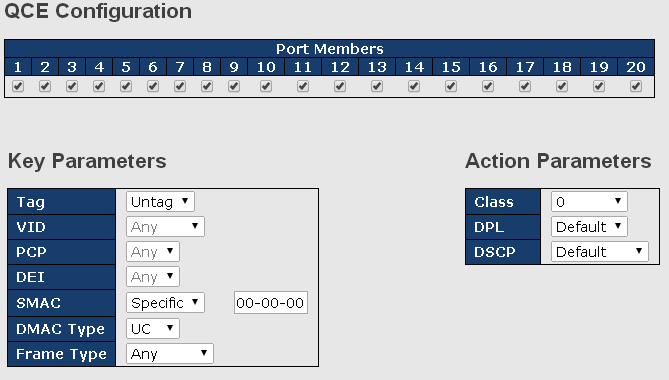 QCE Configuration
Port Members
1 2 3 4 5 6 7 8 9 10 11 12 13 14 15 16 17 18 19 20
Key Parameters
Tag Untag
VID Any
PCP Any
DEI Any
SMAC Specific 00-00-00
DMAC Type UC
Frame Type Any
Action Parameters
Class 0
DPL Default
DSCP Default